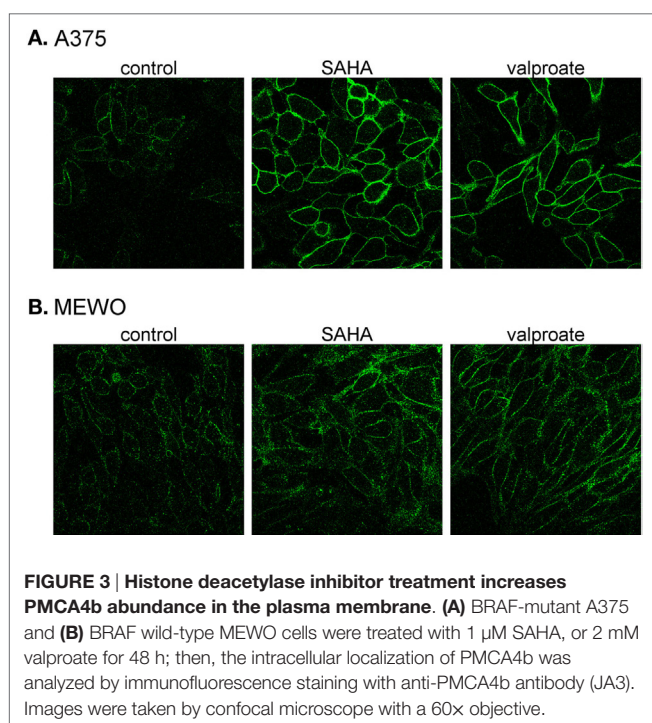 A. A375
control SAHA valproate
B. MEWO
control SAHA valproate
FIGURE 3 | Histone deacetylase inhibitor treatment increases
PMCA4b abundance in the plasma membrane. (A) BRAF-mutant A375
and (B) BRAF wild-type MEWO cells were treated with 1 µM SAHA, or 2 mM
valproate for 48 h; then, the intracellular localization of PMCA4b was
analyzed by immunofluorescence staining with anti-PMCA4b antibody (JA3).
Images were taken by confocal microscope with a 60× objective.